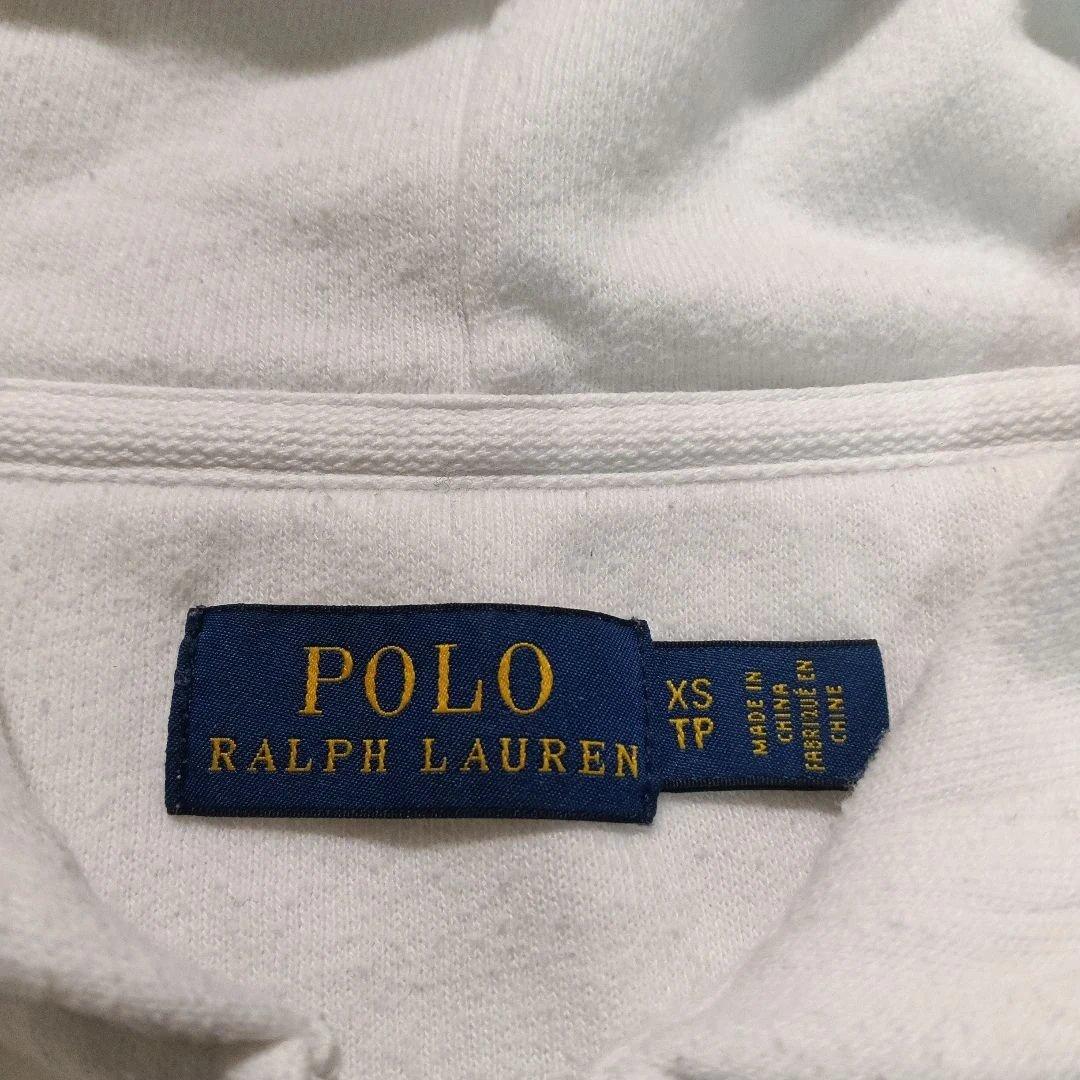 POLO
RALPH LAUREN
XS
TP
MADE IN
CHINA
FABRIQUÉ EN
CHINE